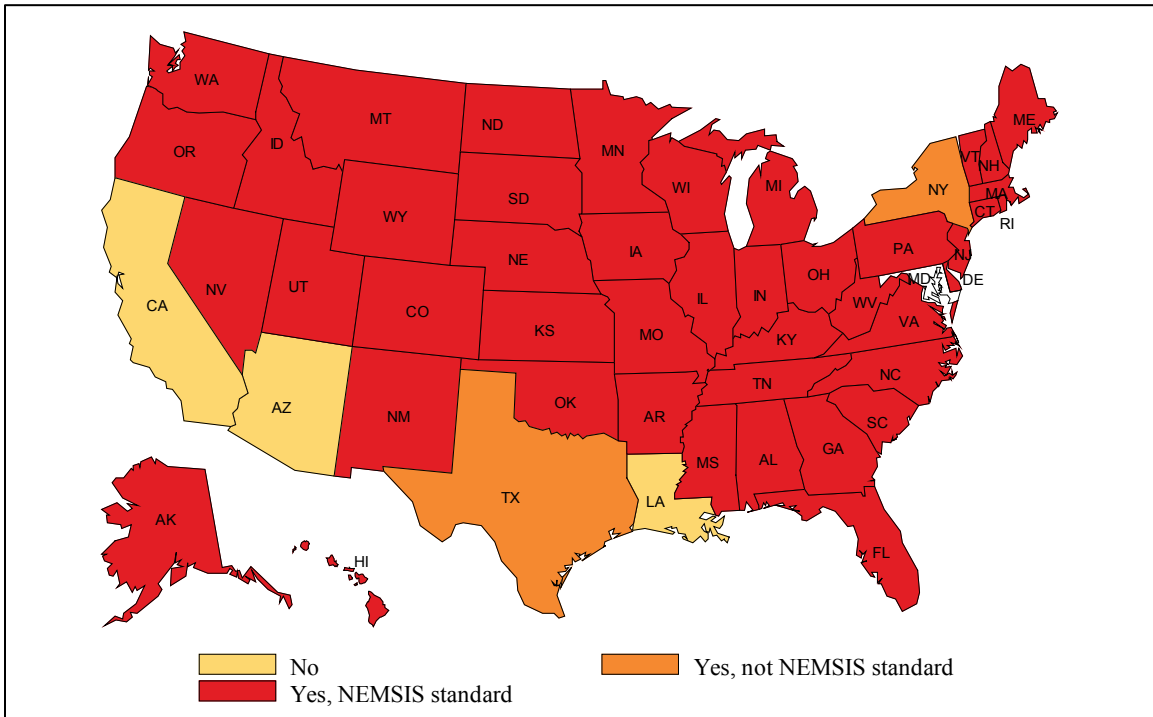 WA
MT
ND
MN
ME
OR
ID
WI
MI
VT
NH
NY
SD
WY
MA
CT
RI
IA
PA
NE
NJ
OH
MD
DE
NV
UT
IL
IN
WV
CA
CO
VA
KS
MO
KY
NC
TN
AZ
OK
NM
AR
SC
GA
MS
AL
TX
LA
AK
FL
HI
No
Yes, not NEMSIS standard
Yes, NEMSIS standard